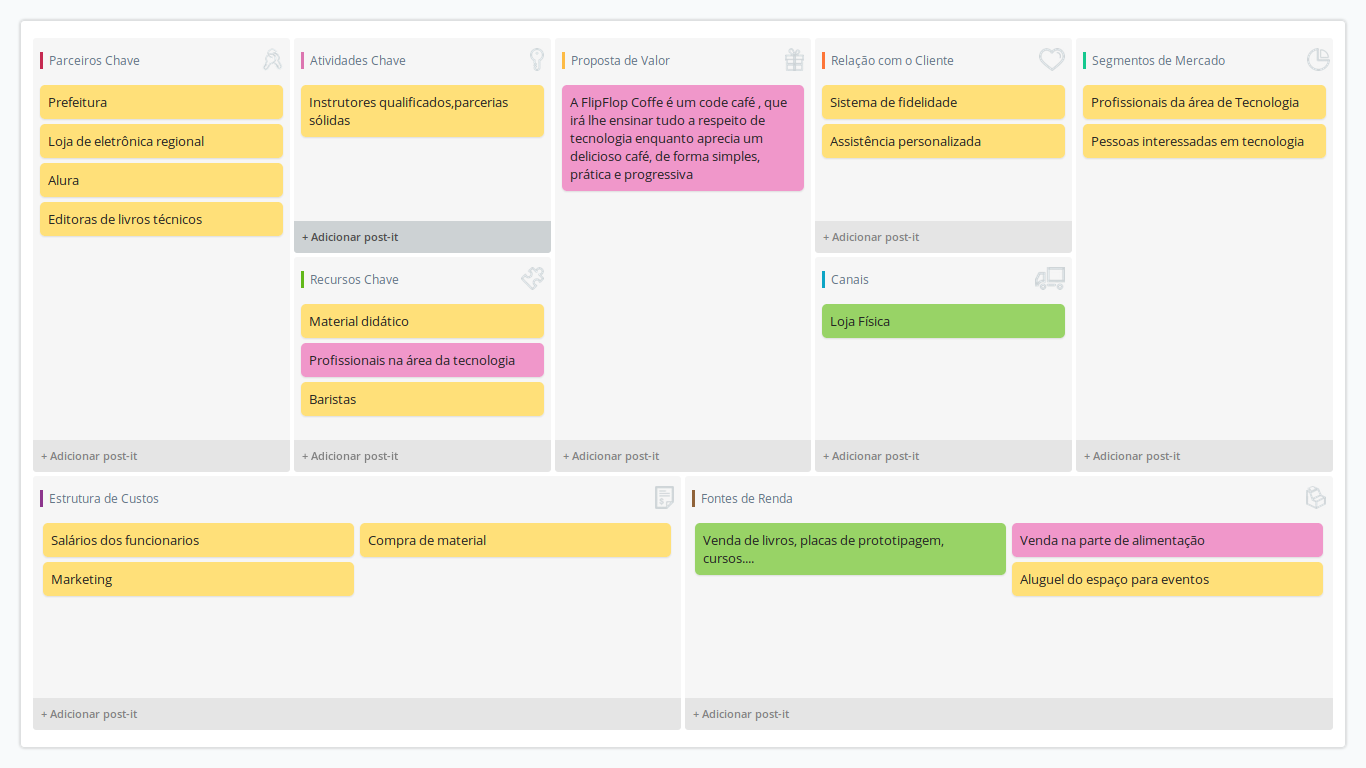 Parceiros Chave
Prefeitura
Loja de eletrônica regional
Alura
Editoras de livros técnicos
+ Adicionar post-it
Atividades Chave
Instrutores qualificados,parcerias
sólidas
+ Adicionar post-it
Recursos Chave
Material didático
Profissionais na área da tecnologia
Baristas
+ Adicionar post-it
Proposta de Valor
A FlipFlop Coffe é um code café , que
irá lhe ensinar tudo a respeito de
tecnologia enquanto aprecia um
delicioso café, de forma simples,
prática e progressiva
+ Adicionar post-it
Relação com o Cliente
Sistema de fidelidade
Assistência personalizada
+ Adicionar post-it
Canais
Loja Física
+ Adicionar post-it
Segmentos de Mercado
Profissionais da área de Tecnologia
Pessoas interessadas em tecnologia
+ Adicionar post-it
Estrutura de Custos
Salários dos funcionarios
Compra de material
Marketing
+ Adicionar post-it
Fontes de Renda
Venda de livros, placas de prototipagem,
cursos....
Venda na parte de alimentação
Aluguel do espaço para eventos
+ Adicionar post-it